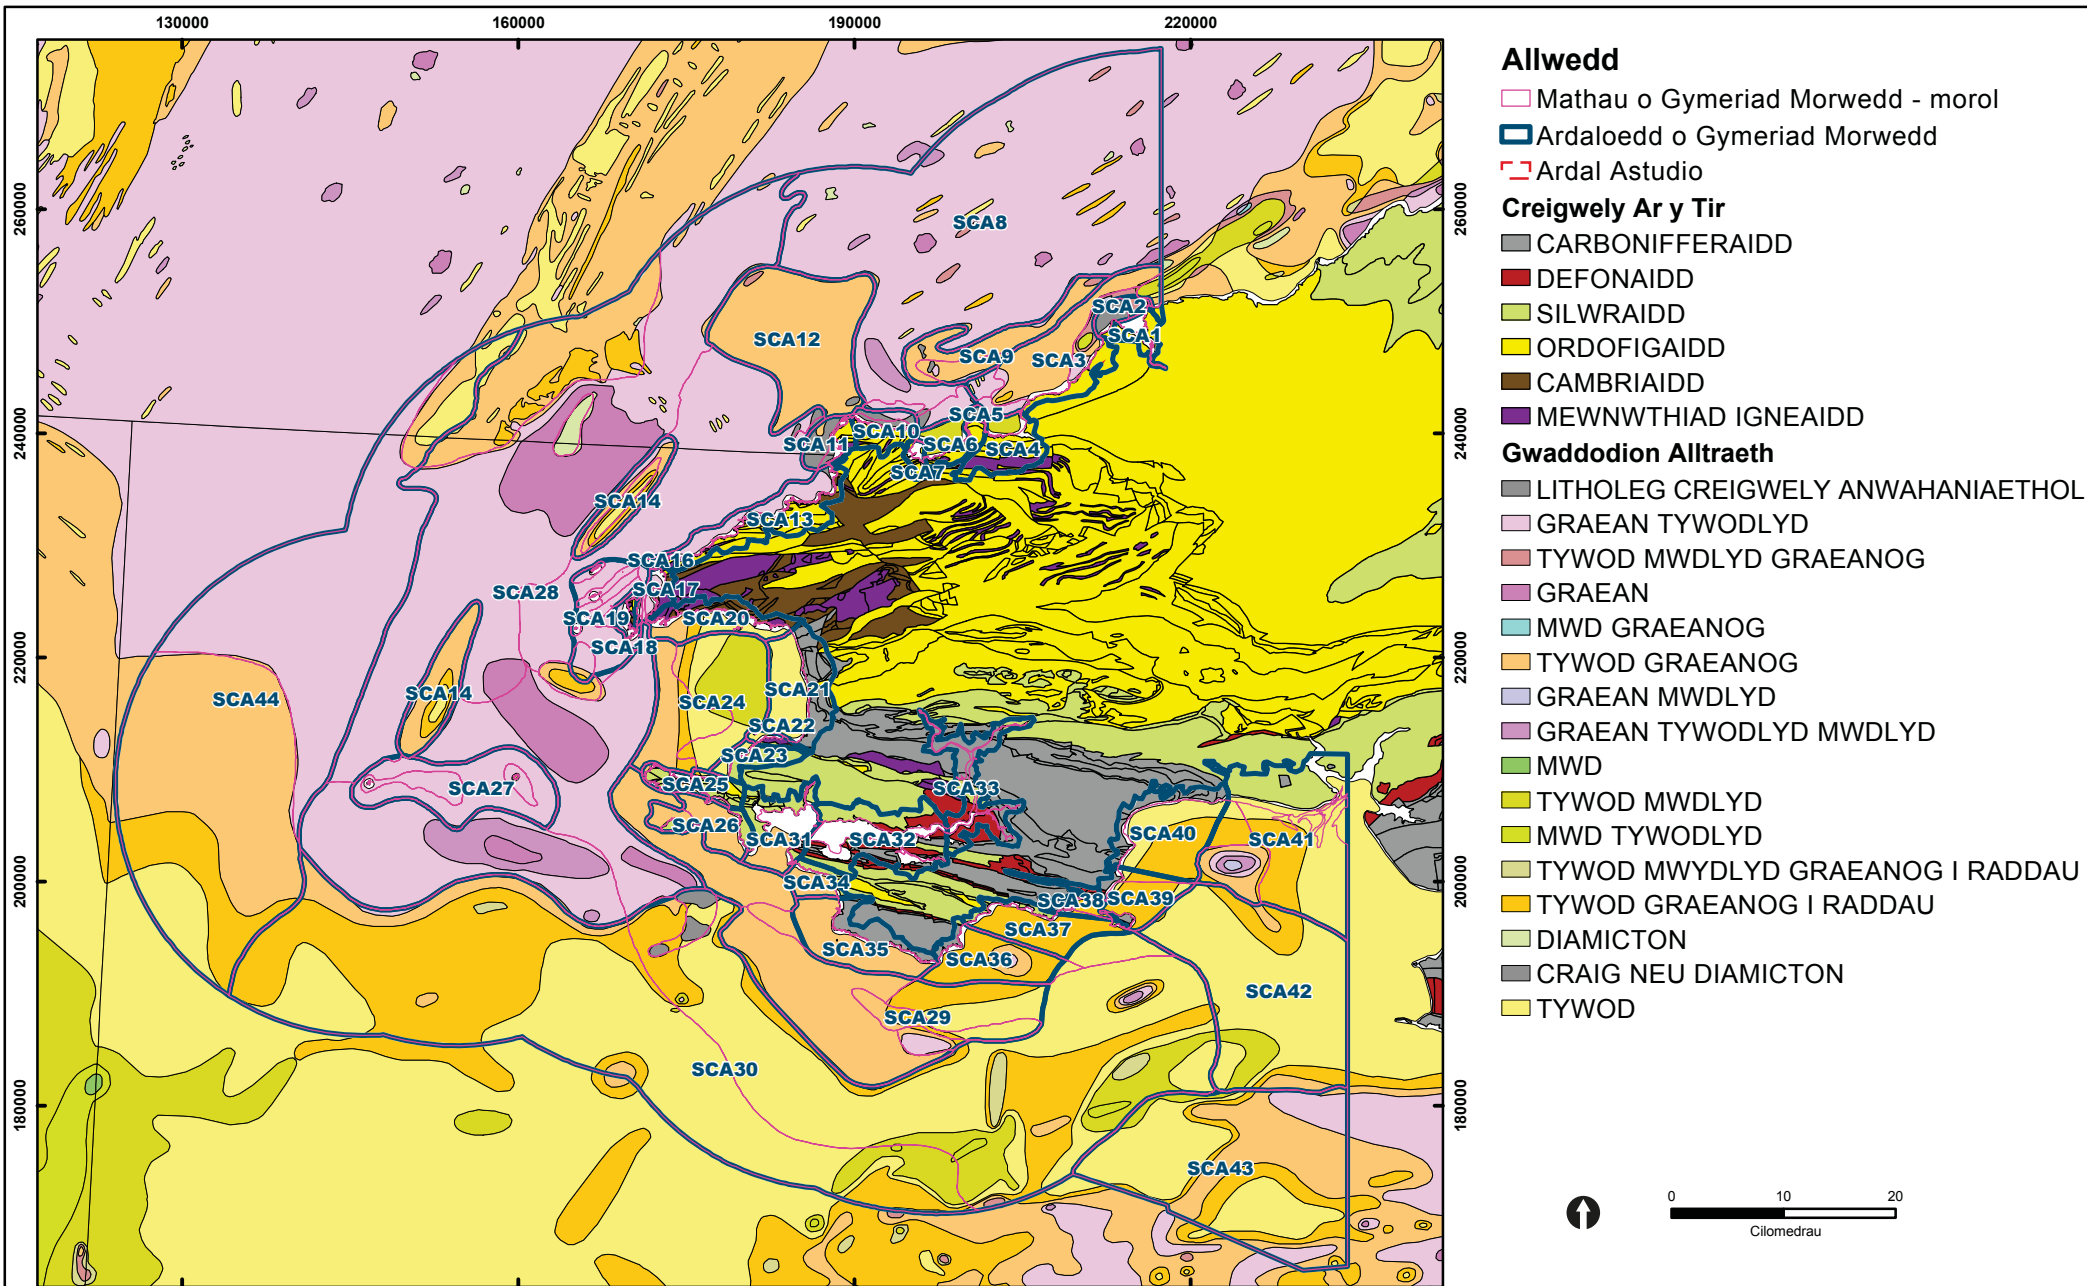 130000
160000
190000
220000
260000
240000
220000
200000
180000
260000
240000
220000
200000
180000
SCA8
SCA2
SCA1
SCA12
SCA9
SCA3
SCA5
SCA10
SCA11
SCA6
SCA4
SCA7
SCA14
SCA13
SCA16
SCA28
SCA17
SCA19
SCA20
SCA18
SCA44
SCA14
SCA24
SCA21
SCA22
SCA23
SCA27
SCA25
SCA33
SCA26
SCA31
SCA32
SCA40
SCA41
SCA34
SCA38
SCA39
SCA37
SCA35
SCA36
SCA42
SCA29
SCA30
SCA43
Allwedd
Mathau o Gymeriad Morwedd - morol
Ardaloedd o Gymeriad Morwedd
Ardal Astudio
Creigwely Ar y Tir
CARBONIFFERAIDD
DEFONAIDD
SILWRAIDD
ORDOFIGAIDD
CAMBRIAIDD
MEWNWTHIAD IGNEAIDD
Gwaddodion Alltraeth
LITHOLEG CREIGWELY ANWAHANIAETHOL
GRAEAN TYWODLYD
TYWOD MWDLYD GRAEANOG
GRAEAN
MWD GRAEANOG
TYWOD GRAEANOG
GRAEAN MWDLYD
GRAEAN TYWODLYD MWDLYD
MWD
TYWOD MWDLYD
MWD TYWODLYD
TYWOD MWYDLYD GRAEANOG I RADDAU
TYWOD GRAEANOG I RADDAU
DIAMICTON
CRAIG NEU DIAMICTON
TYWOD
0 10 20
Cilomedrau